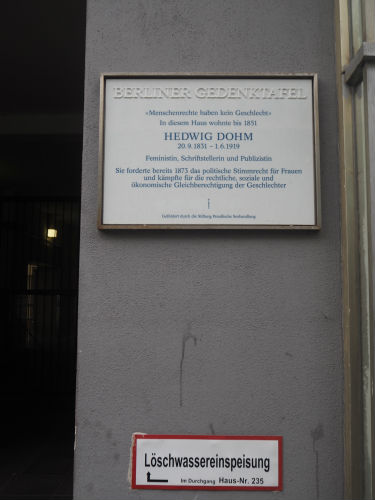 BERLINER GEDENKTAFEL
»Menschenrechte haben kein Geschlecht«
In diesem Haus wohnte bis 1851
HEDWIG DOHM
20.9.1831 – 1.6.1919
Feministin, Schriftstellerin und Publizistin
Sie forderte bereits 1873 das politische Stimmrecht für Frauen
und kämpfte für die rechtliche, soziale und
ökonomische Gleichberechtigung der Geschlechter
Gefördert durch die Stiftung Preußische Seehandlung
Löschwassereinspeisung
Im Durchgang Haus-Nr. 235